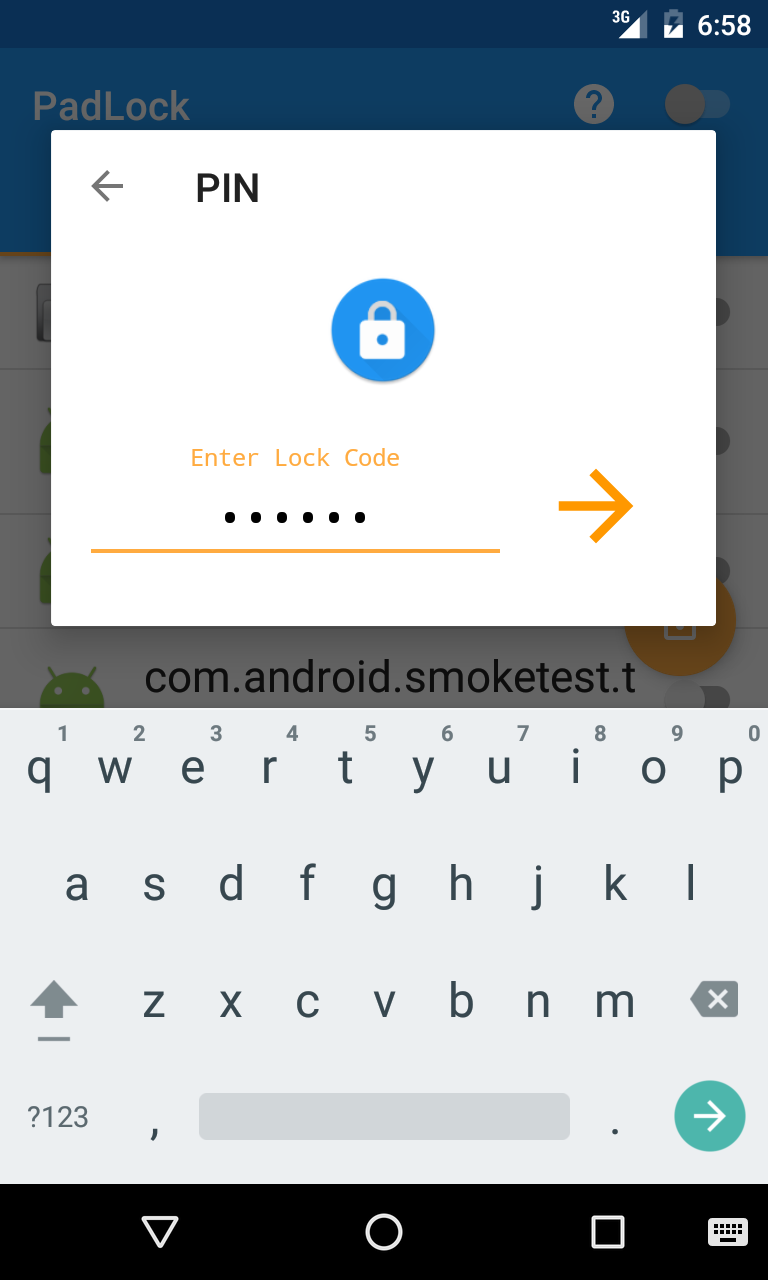 3G 6:58
PadLock ?
PIN
Enter Lock Code
••••••
com.android.smoketest.t
1 2 3 4 5 6 7 8 9 0
q w e r t y u i o p
a s d f g h j k l
z x c v b n m
?123 , .